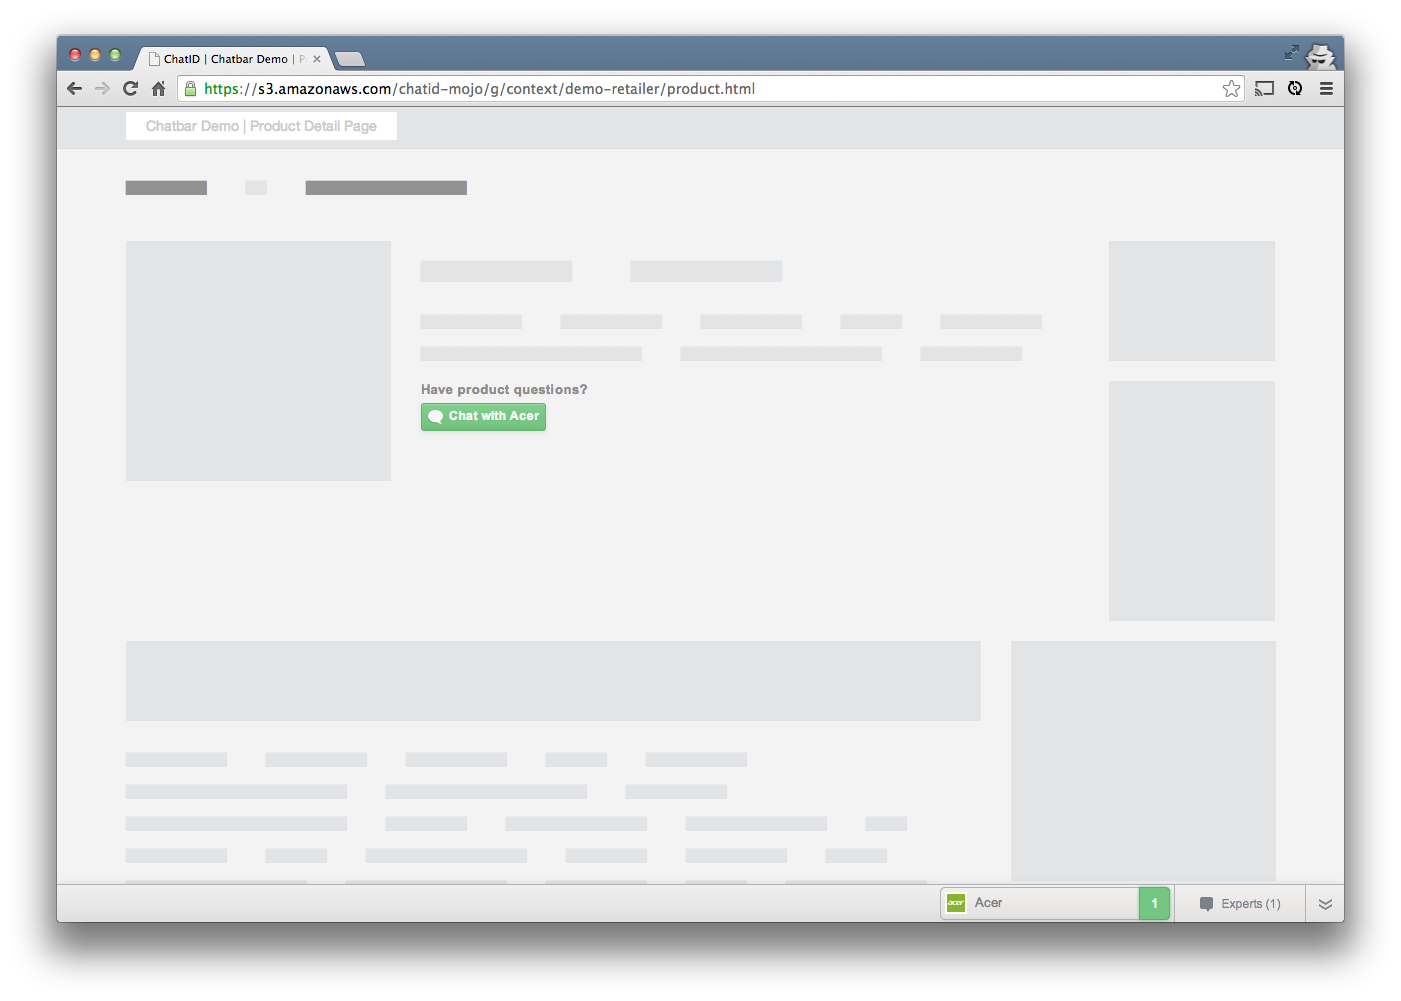 ChatID | Chatbar Demo |
https://s3.amazonaws.com/chatid-mojo/g/context/demo-retailer/product.html
Chatbar Demo | Product Detail Page
Have product questions?
Chat with Acer
acer
Acer
1
Experts (1)